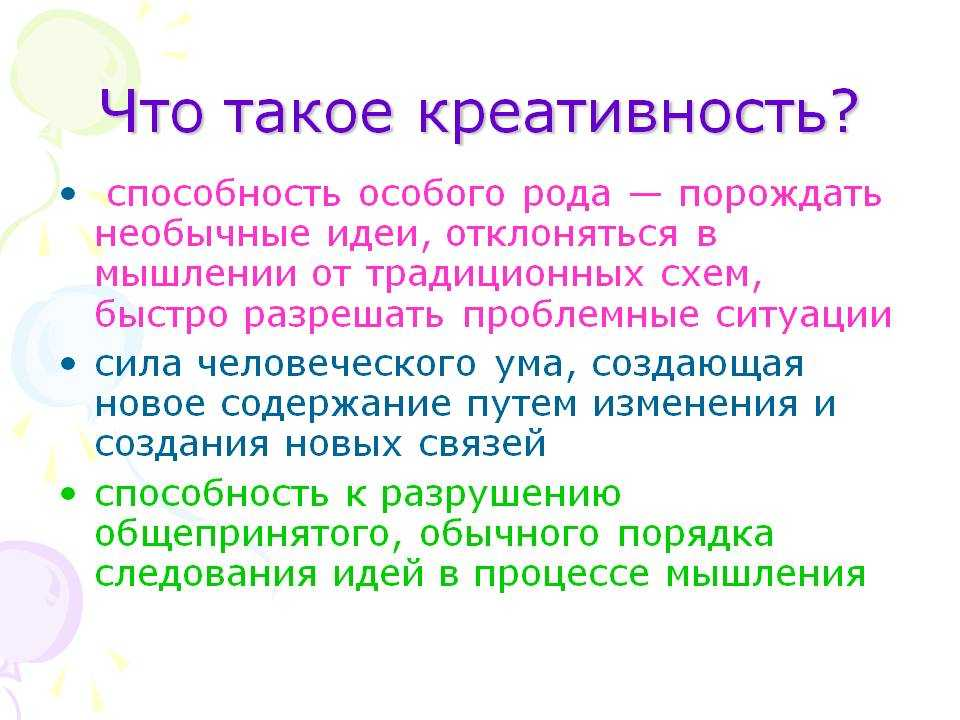 Что такое креативность?
• способность особого рода — порождать
необычные идеи, отклоняться в
мышлении от традиционных схем,
быстро разрешать проблемные ситуации
• сила человеческого ума, создающая
новое содержание путем изменения и
создания новых связей
• способность к разрушению
общепринятого, обычного порядка
следования идей в процессе мышления